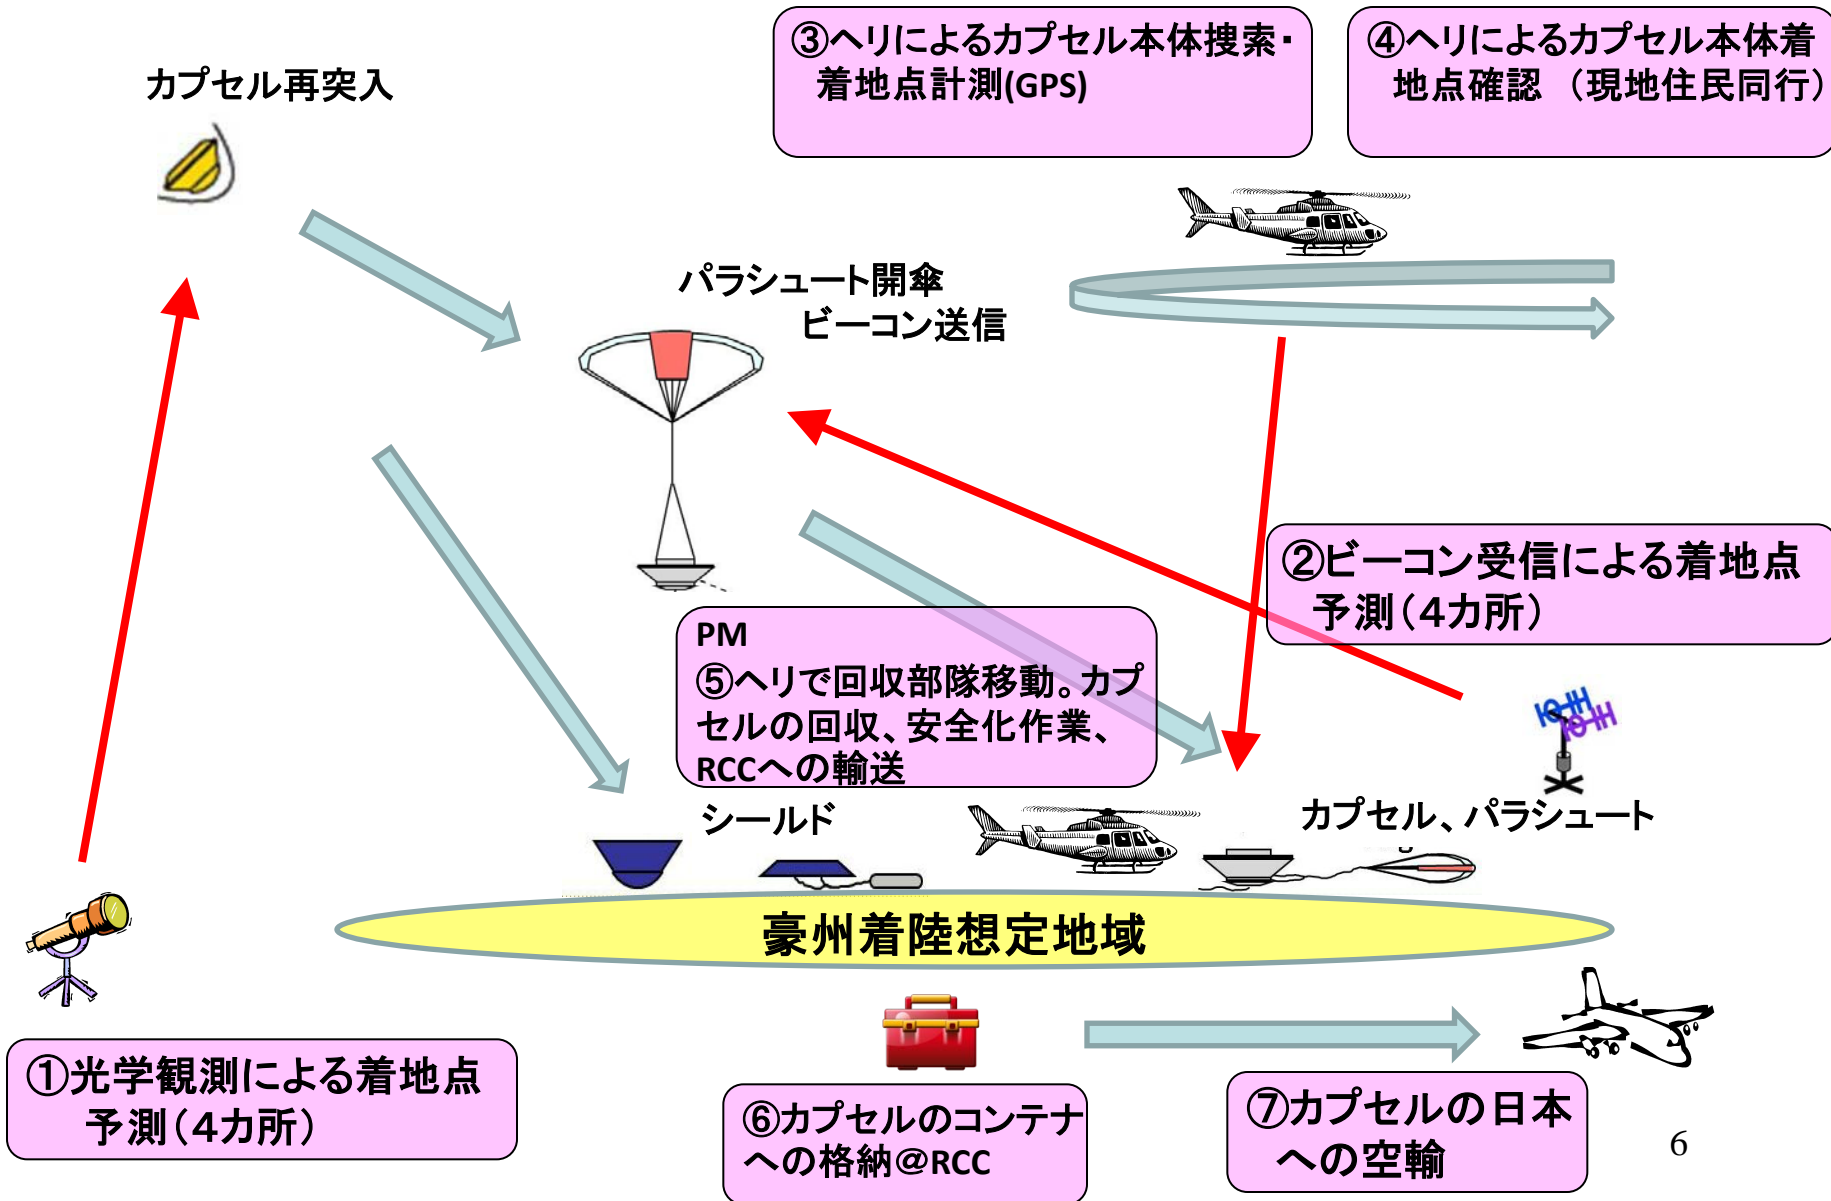 ③ヘリによるカプセル本体捜索・
着地点計測(GPS)
④ヘリによるカプセル本体着
地点確認 （現地住民同行）
カプセル再突入
パラシュート開傘
ビーコン送信
②ビーコン受信による着地点
予測（４カ所）
PM
⑤ヘリで回収部隊移動。カプ
セルの回収、安全化作業、
RCCへの輸送
シールド
カプセル、パラシュート
豪州着陸想定地域
①光学観測による着地点
予測（４カ所）
⑥カプセルのコンテナ
への格納＠RCC
⑦カプセルの日本
への空輸
6